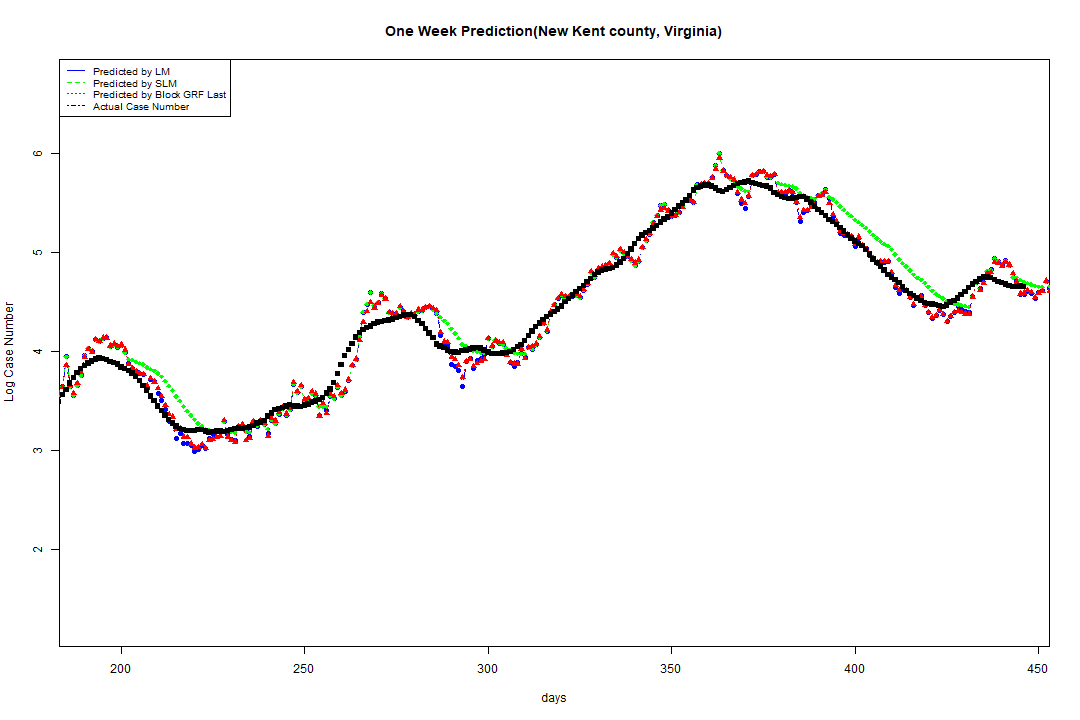 One Week Prediction(New Kent county, Virginia)
Predicted by LM
Predicted by SLM
Predicted by Block GRF Last
Actual Case Number
6
5
4
3
2
Log Case Number
200 250 300 350 400 450
days